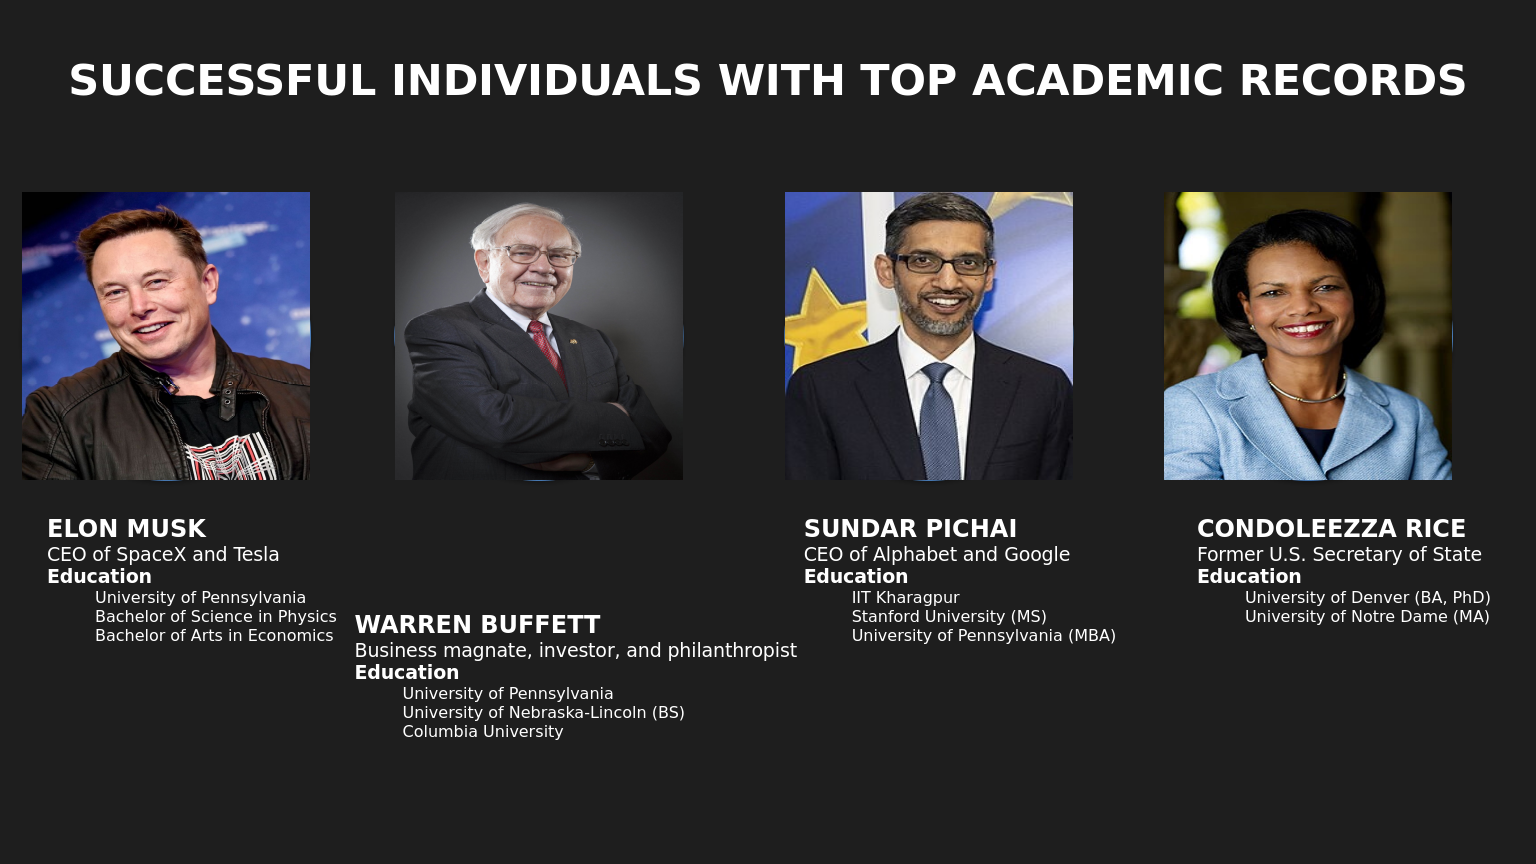 SUCCESSFUL INDIVIDUALS WITH TOP ACADEMIC RECORDS
ELON MUSK
CEO of SpaceX and Tesla
Education
University of Pennsylvania
Bachelor of Science in Physics
Bachelor of Arts in Economics
WARREN BUFFETT
Business magnate, investor, and philanthropist
Education
University of Pennsylvania
University of Nebraska-Lincoln (BS)
Columbia University
SUNDAR PICHAI
CEO of Alphabet and Google
Education
IIT Kharagpur
Stanford University (MS)
University of Pennsylvania (MBA)
CONDOLEEZZA RICE
Former U.S. Secretary of State
Education
University of Denver (BA, PhD)
University of Notre Dame (MA)